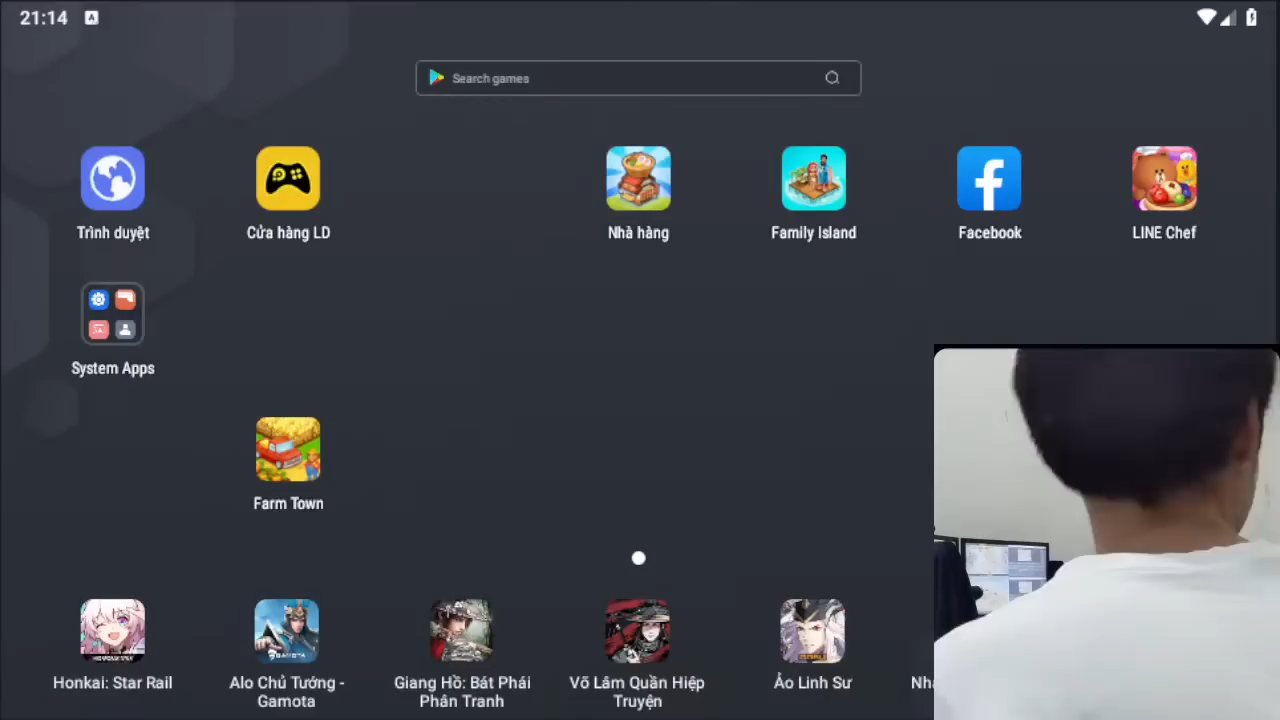 21:14
Search games
Trình duyệt
Cửa hàng LD
Nhà hàng
Family Island
Facebook
LINE Chef
System Apps
Farm Town
Honkai: Star Rail
Alo Chủ Tướng -
Gamota
Giang Hồ: Bát Phái
Phân Tranh
Võ Lâm Quần Hiệp
Truyện
Ảo Linh Sư